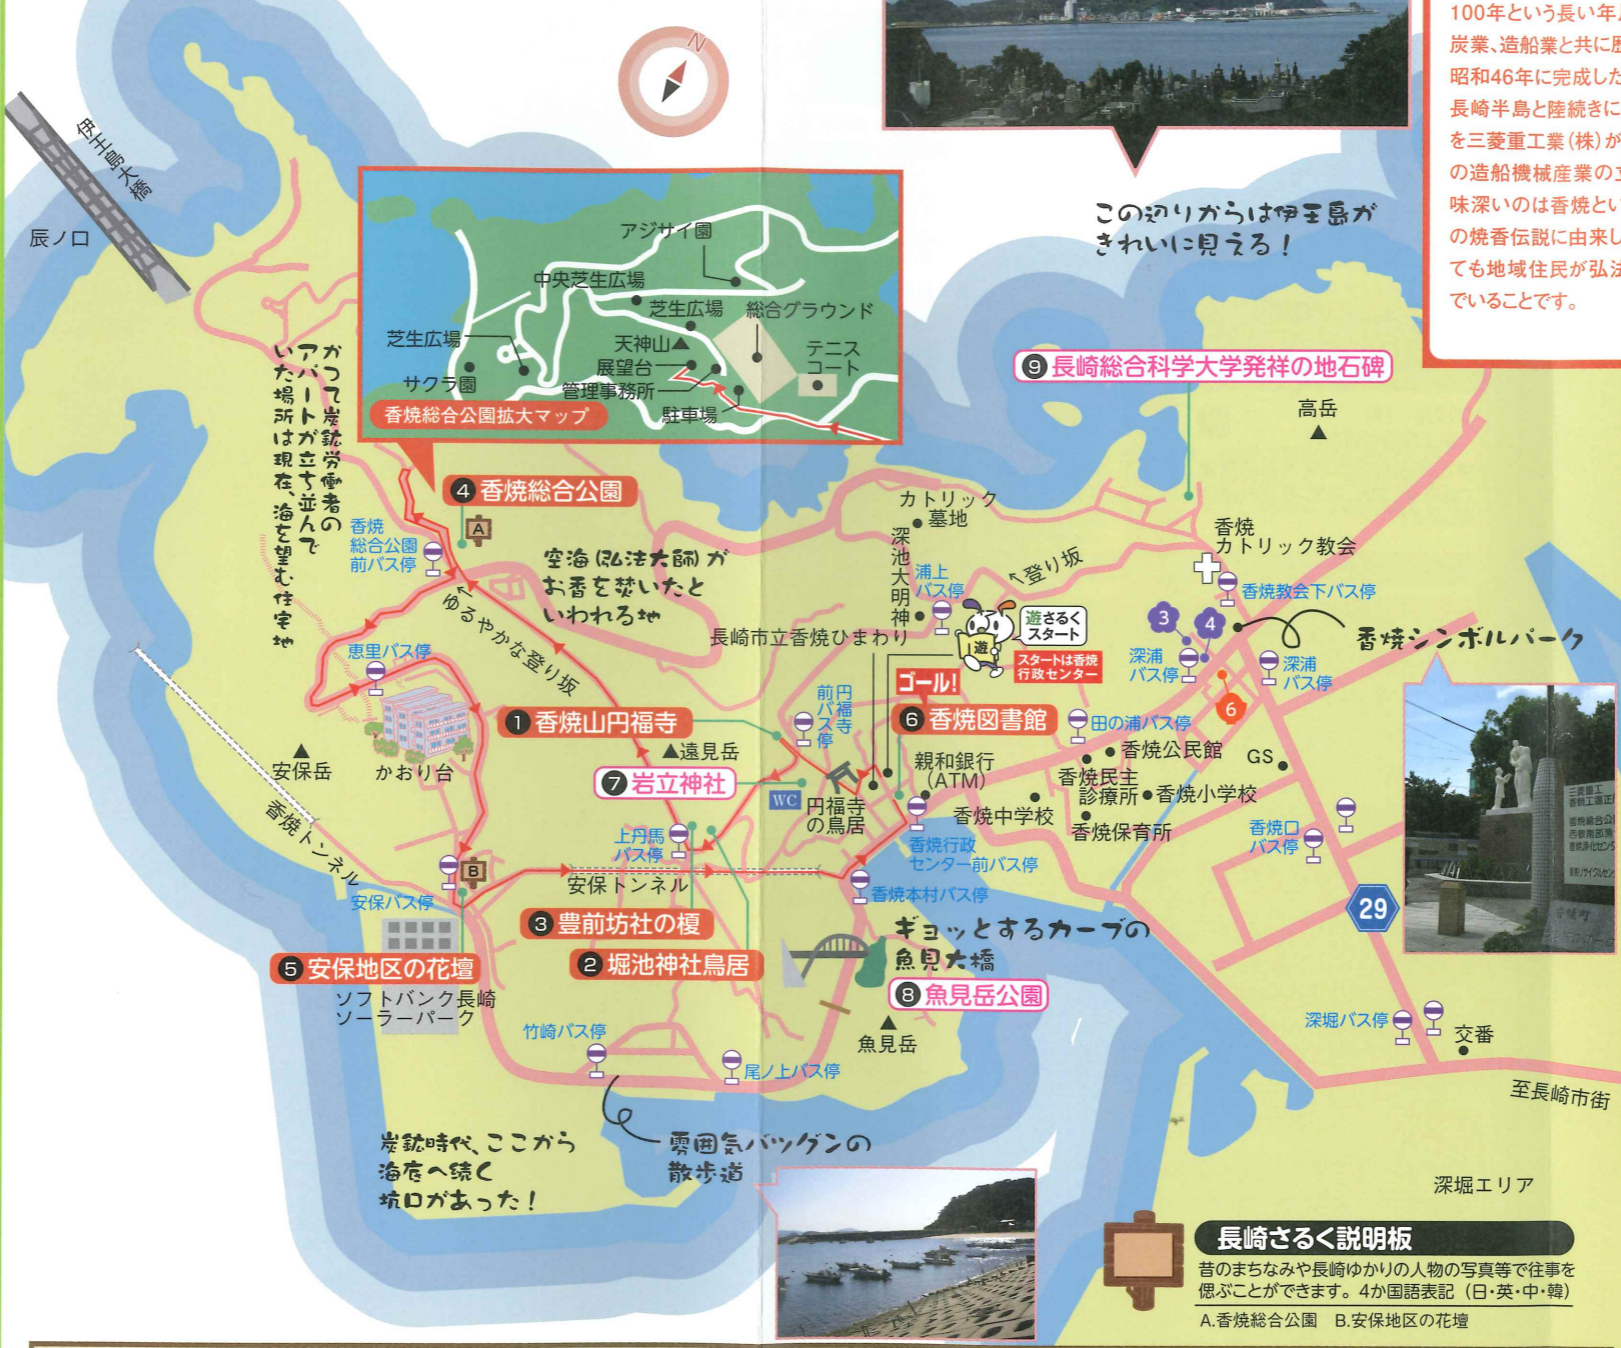 N
100年という長い年
炭業、造船業と共に
昭和46年に完成した
長崎半島と陸続きに
を三菱重工業(株)が
の造船機械産業の
味深いのは香焼とい
の焼香伝説に由来し
ても地域住民が弘法
でいることです。
伊王島大橋
辰ノ口
この辺りからは伊王島が
きれいに見える!
アジサイ園
中央芝生広場
芝生広場
総合グラウンド
芝生広場
天神山
テニス
コート
展望台
サクラ園
管理事務所
駐車場
香焼総合公園拡大マップ
かつて炭鉱労働者の
アパートが立ち並んで
いた場所は現在、海を望む住宅地
9 長崎総合科学大学発祥の地石碑
高岳
4 香焼総合公園
A
香焼
総合公園
前バス停
空海(弘法大師)が
お香を焚いたと
いわれる地
ゆるやかな登り坂
カトリック
墓地
深池大明神
浦上
バス停
登り坂
香焼
カトリック教会
香焼教会下バス停
長崎市立香焼ひまわり
遊
遊さるく
スタート
スタートは香焼
行政センター
3
4
深浦
バス停
深浦
バス停
6
香焼シンボルパーク
恵里バス停
かおり台
安保岳
1 香焼山円福寺
円福寺
前バス停
ゴール!
6 香焼図書館
田の浦バス停
遠見岳
7 岩立神社
WC
円福寺
の鳥居
親和銀行
(ATM)
香焼公民館
香焼民主
診療所
香焼小学校
GS
香焼中学校
香焼保育所
香焼口
バス停
上丹馬
バス停
香焼行政
センター前バス停
香焼トンネル
B
安保バス停
安保トンネル
香焼本村バス停
3 豊前坊社の榎
2 堀池神社鳥居
5 安保地区の花壇
ソフトバンク長崎
ソーラーパーク
ギョッとするカーブの
魚見大橋
8 魚見岳公園
魚見岳
29
竹崎バス停
尾ノ上バス停
深堀バス停
交番
至長崎市街
炭鉱時代、ここから
海底へ続く
坑口があった!
雰囲気バツグンの
散歩道
深堀エリア
長崎さるく説明板
昔のまちなみや長崎ゆかりの人物の写真等で往事を
偲ぶことができます。4か国語表記(日・英・中・韓)
A.香焼総合公園 B.安保地区の花壇